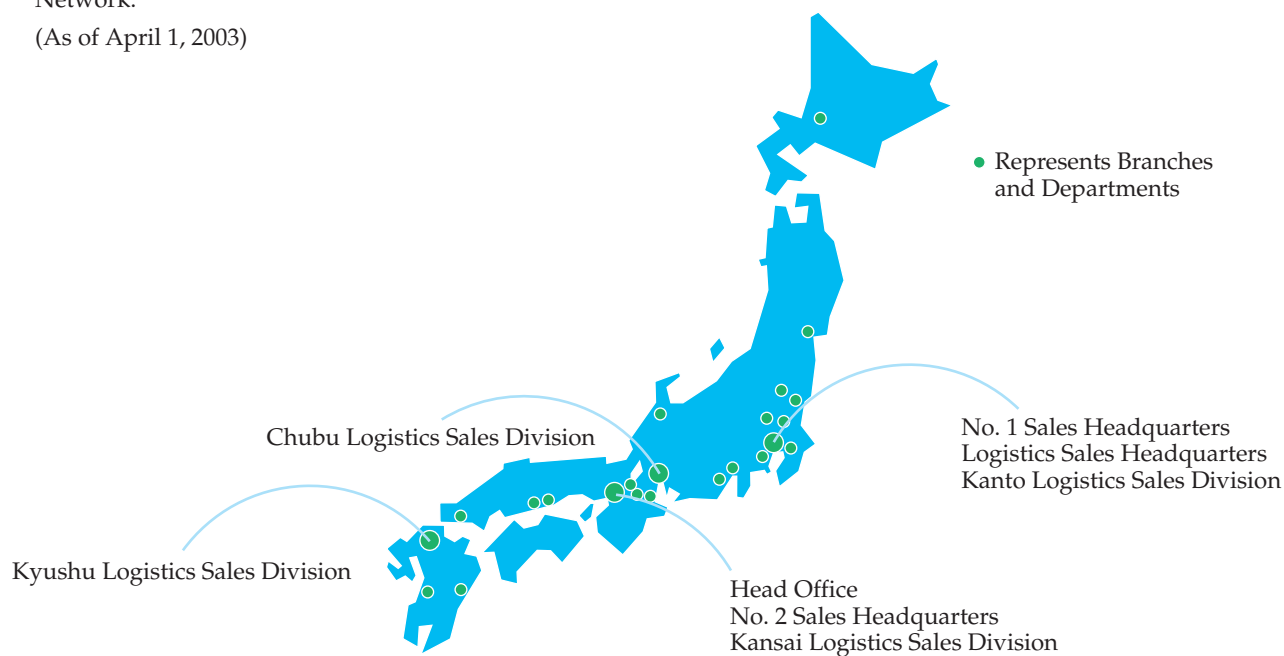 Network.
(As of April 1, 2003)
Represents Branches
and Departments
No. 1 Sales Headquarters
Logistics Sales Headquarters
Kanto Logistics Sales Division
Chubu Logistics Sales Division
Kyushu Logistics Sales Division
Head Office
No. 2 Sales Headquarters
Kansai Logistics Sales Division